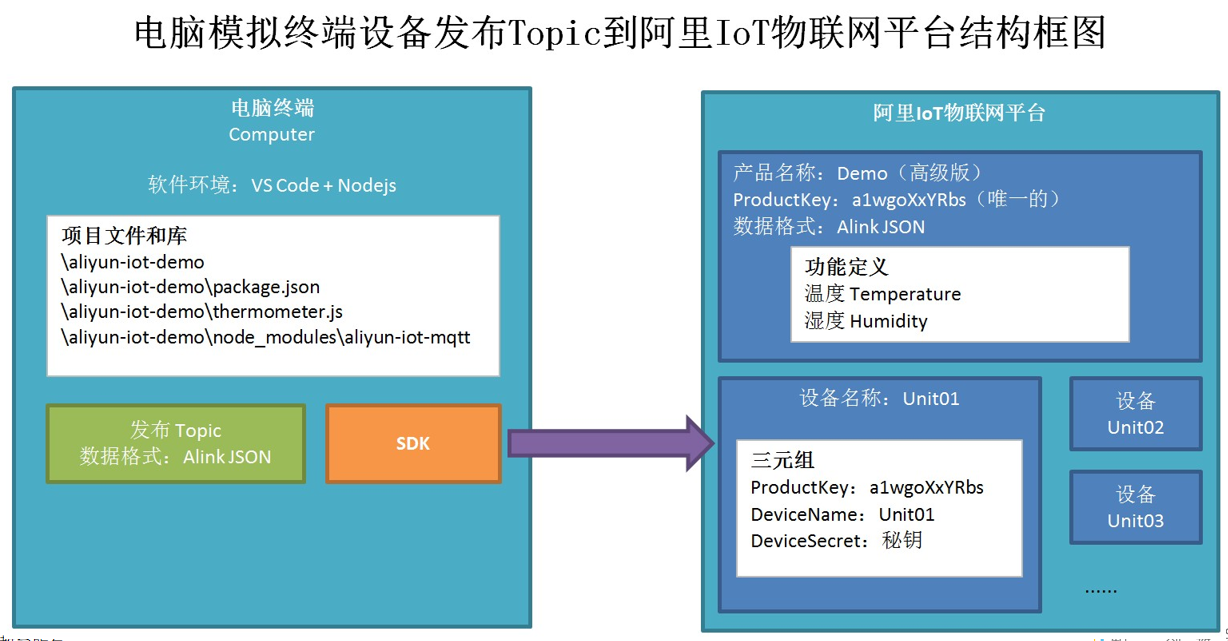 电脑模拟终端设备发布Topic到阿里IoT物联网平台结构框图
电脑终端
Computer
软件环境：VS Code + Nodejs
项目文件和库
\aliyun-iot-demo
\aliyun-iot-demo\package.json
\aliyun-iot-demo\thermometer.js
\aliyun-iot-demo\node_modules\aliyun-iot-mqtt
发布 Topic
数据格式：Alink JSON
SDK
阿里IoT物联网平台
产品名称：Demo（高级版）
ProductKey：a1wgoXxYRbs（唯一的）
数据格式：Alink JSON
功能定义
温度 Temperature
湿度 Humidity
设备名称：Unit01
三元组
ProductKey：a1wgoXxYRbs
DeviceName：Unit01
DeviceSecret：秘钥
设备
Unit02
设备
Unit03
......